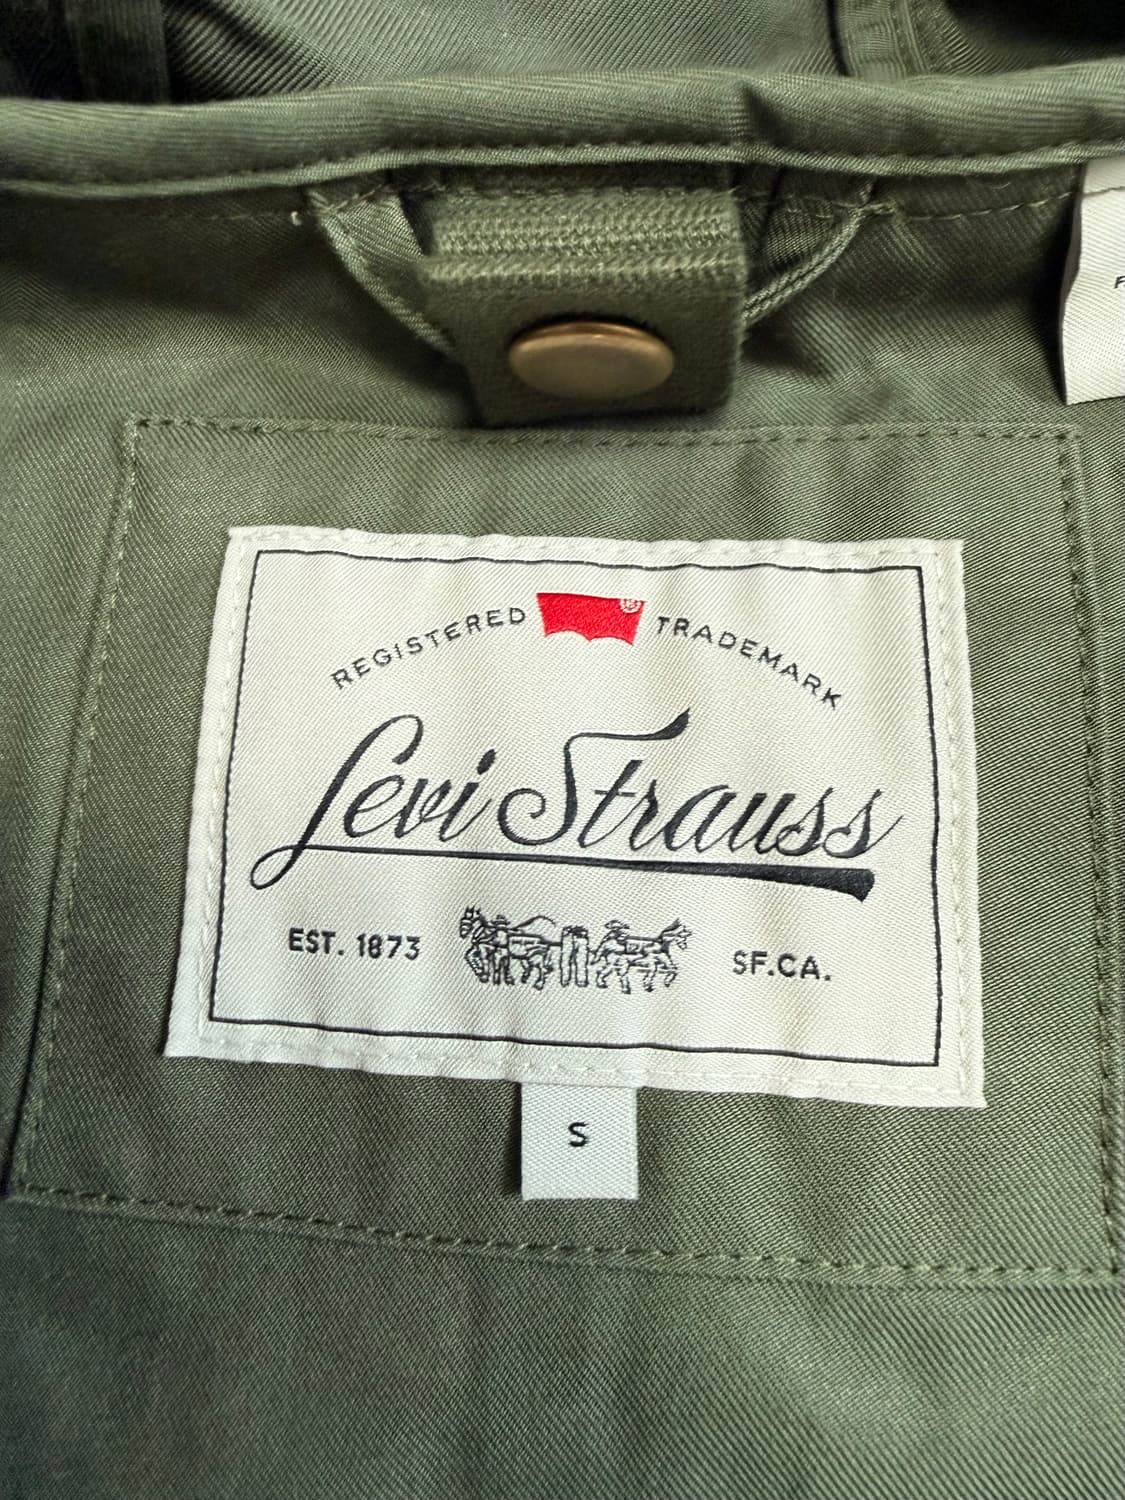 REGISTERED TRADEMARK
Levi Strauss
EST. 1873 SF.CA.
S